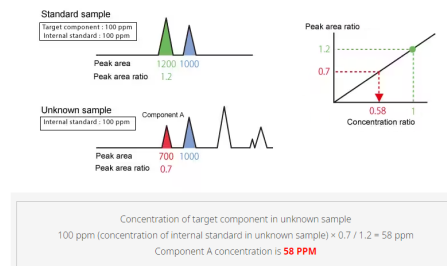 Standard sample
Target component : 100 ppm
Internal standard : 100 ppm
Peak area 1200 1000
Peak area ratio 1.2
Unknown sample
Internal standard : 100 ppm
Component A
Peak area 700 1000
Peak area ratio 0.7
Peak area ratio
1.2
0.7
0.58 1
Concentration ratio
Concentration of target component in unknown sample
100 ppm (concentration of internal standard in unknown sample) × 0.7 / 1.2 = 58 ppm
Component A concentration is 58 PPM